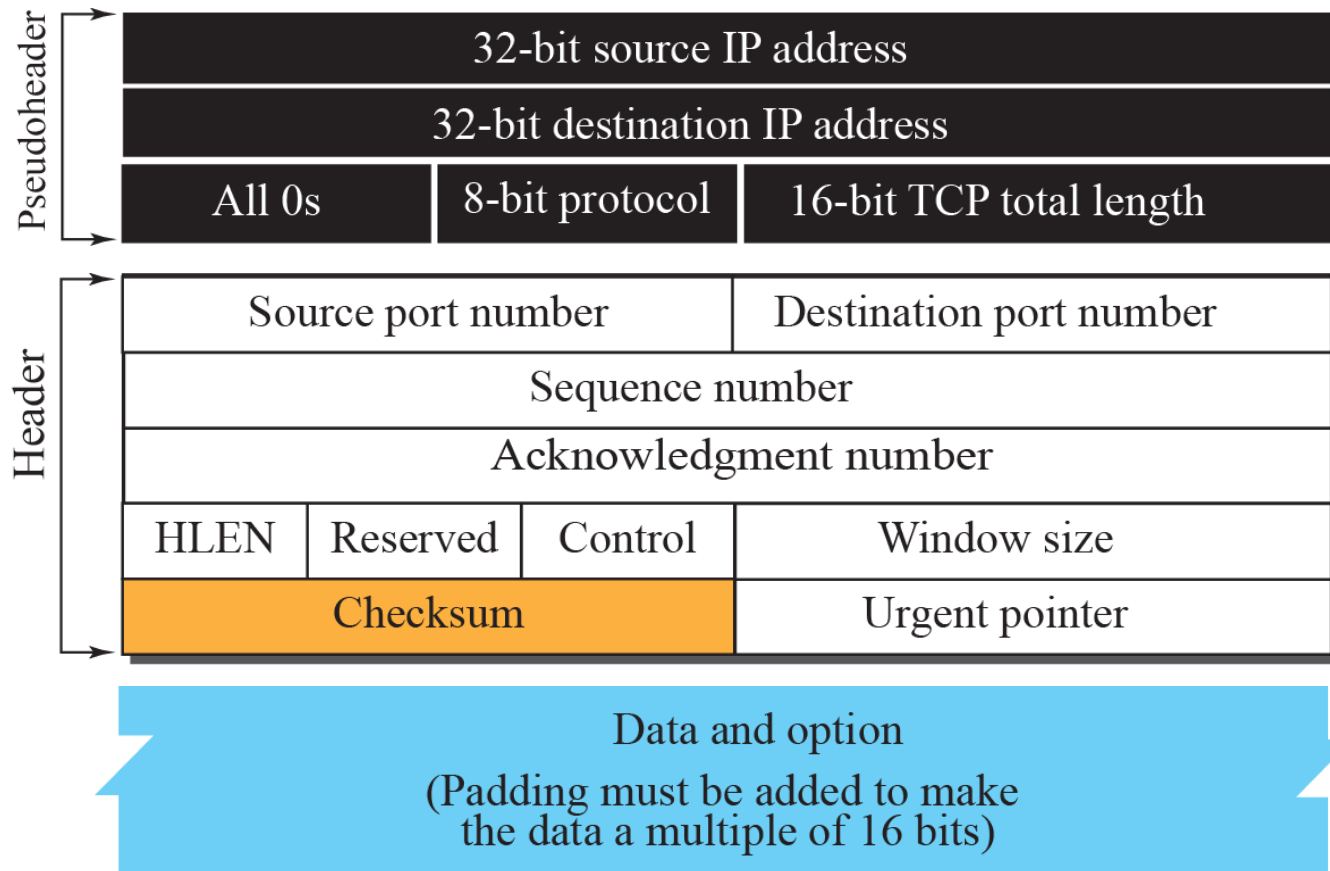 Pseudoheader
32-bit source IP address
32-bit destination IP address
All 0s
8-bit protocol
16-bit TCP total length
Header
Source port number
Destination port number
Sequence number
Acknowledgment number
HLEN
Reserved
Control
Window size
Checksum
Urgent pointer
Data and option
(Padding must be added to make
the data a multiple of 16 bits)